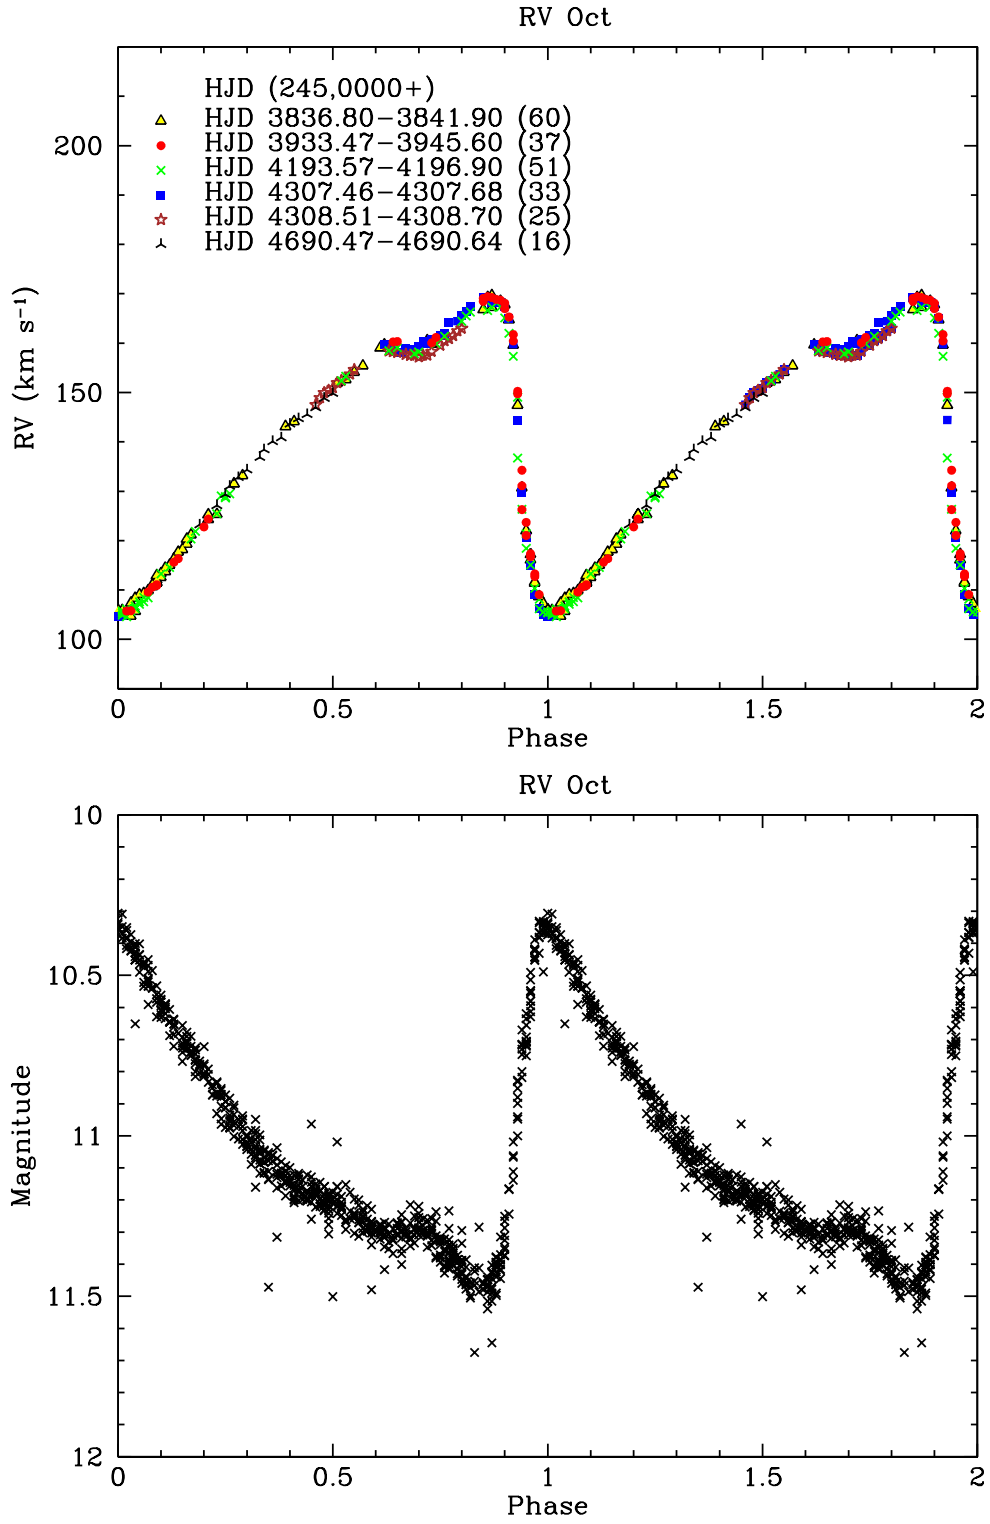 RV Oct
HJD (245,0000+)
HJD 3836.80−3841.90 (60)
HJD 3933.47−3945.60 (37)
HJD 4193.57−4196.90 (51)
HJD 4307.46−4307.68 (33)
HJD 4308.51−4308.70 (25)
HJD 4690.47−4690.64 (16)
200
150
100
RV (km s⁻¹)
0 0.5 1 1.5 2
Phase
RV Oct
10
10.5
11
11.5
12
Magnitude
0 0.5 1 1.5 2
Phase